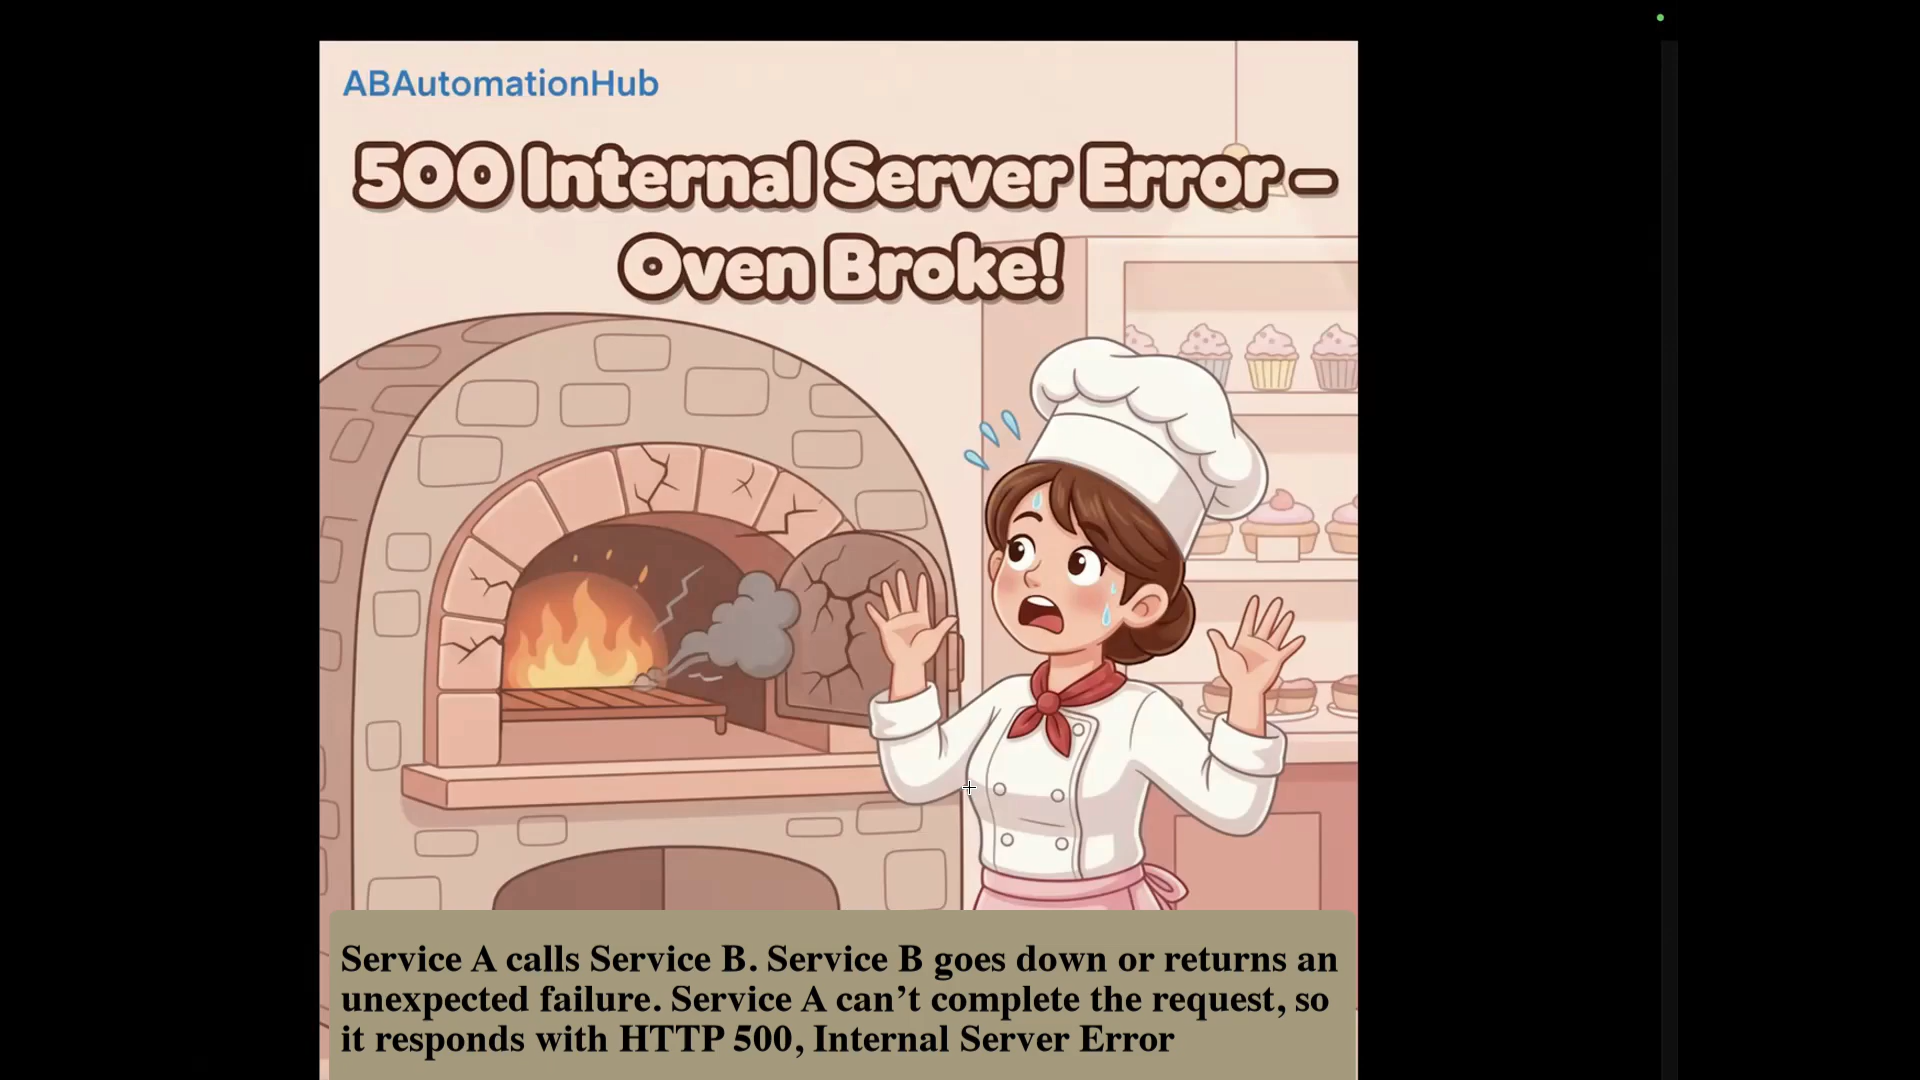 ABAutomationHub
500 Internal Server Error –
Oven Broke!
Service A calls Service B. Service B goes down or returns an
unexpected failure. Service A can’t complete the request, so
it responds with HTTP 500, Internal Server Error